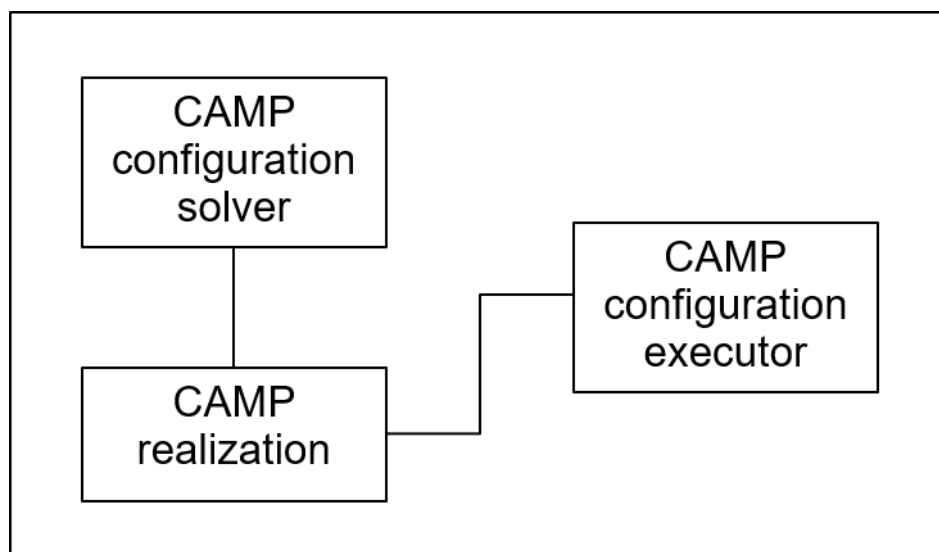 CAMP
configuration
solver
CAMP
configuration
executor
CAMP
realization